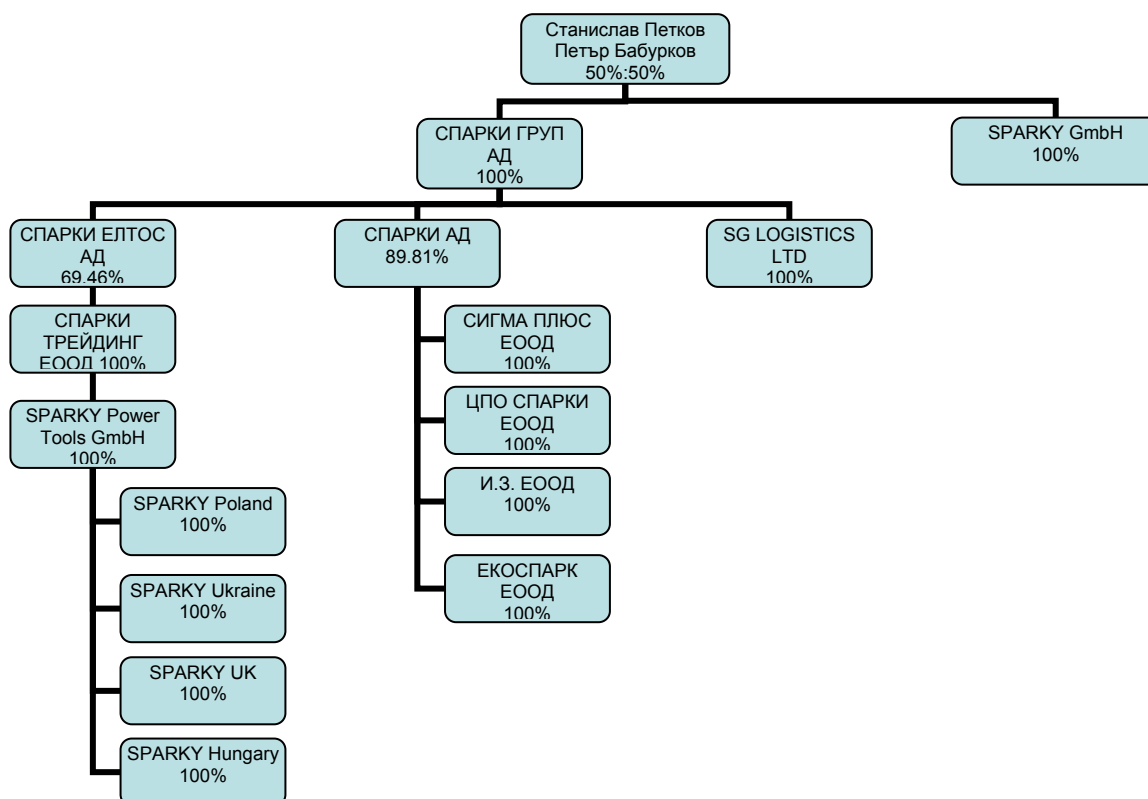 Станислав Петков
Петър Бабурков
50%:50%
СПАРКИ ГРУП
АД
100%
SPARKY GmbH
100%
СПАРКИ ЕЛТОС
АД
69.46%
СПАРКИ АД
89.81%
SG LOGISTICS
LTD
100%
СПАРКИ
ТРЕЙДИНГ
ЕООД 100%
SPARKY Power
Tools GmbH
100%
SPARKY Poland
100%
SPARKY Ukraine
100%
SPARKY UK
100%
SPARKY Hungary
100%
СИГМА ПЛЮС
ЕООД
100%
ЦПО СПАРКИ
ЕООД
100%
И.З. ЕООД
100%
ЕКОСПАРК
ЕООД
100%